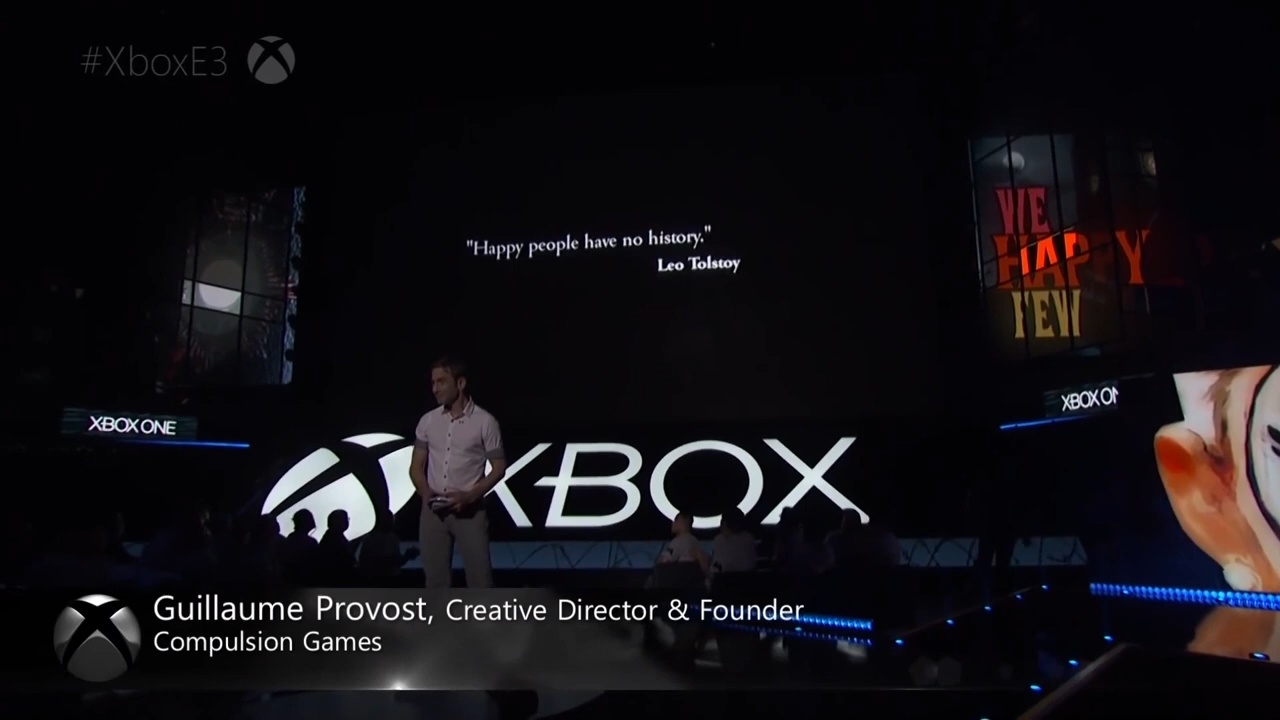 #XboxE3
"Happy people have no history."
Leo Tolstoy
WE
HAPPY
FEW
XBOX ONE
XBOX ON
XBOX
Guillaume Provost, Creative Director & Founder
Compulsion Games